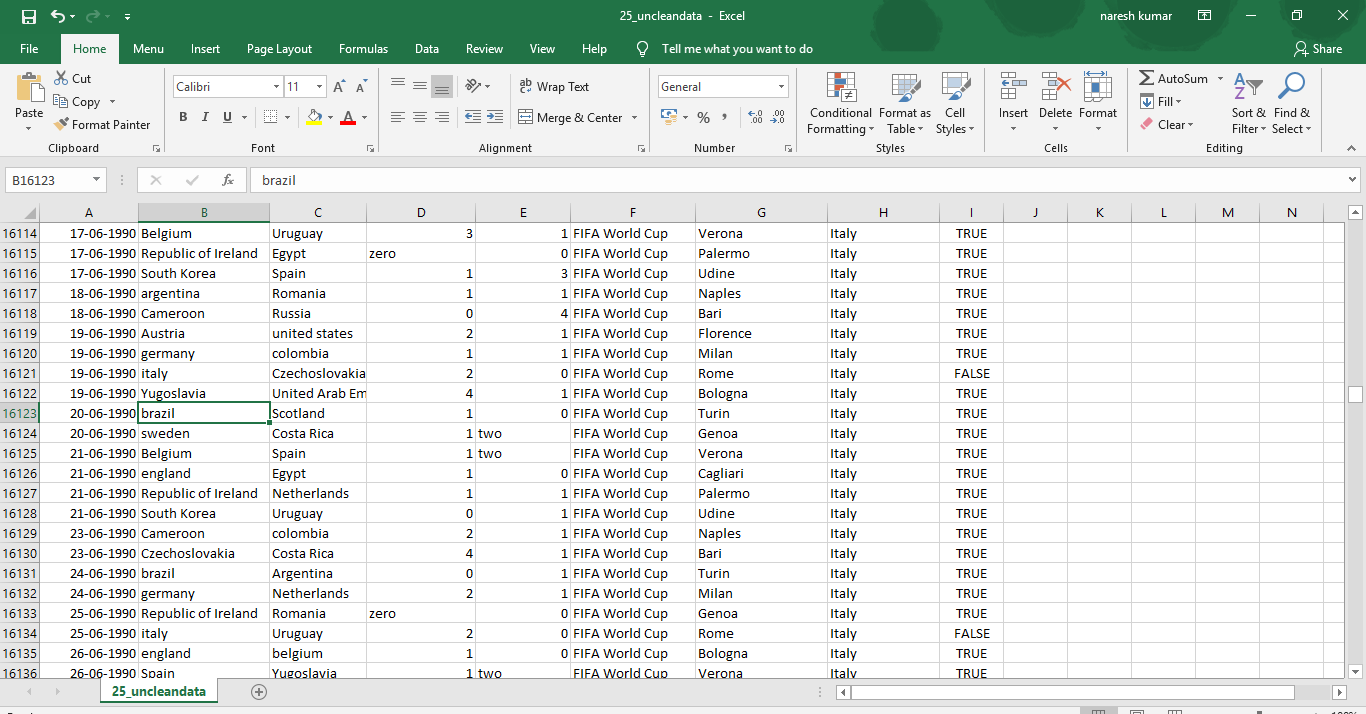 25_uncleandata - Excel
naresh kumar
File Home Menu Insert Page Layout Formulas Data Review View Help Tell me what you want to do Share
Paste
Cut
Copy
Format Painter
Clipboard
Calibri 11
B I U
Font
Wrap Text
Merge & Center
Alignment
General
Number
Conditional Formatting
Format as Table
Cell Styles
Styles
Insert Delete Format
Cells
AutoSum
Fill
Clear
Sort & Filter
Find & Select
Editing
B16123 fx brazil
A B C D E F G H I J K L M N
16114 17-06-1990 Belgium Uruguay 3 1 FIFA World Cup Verona Italy TRUE
16115 17-06-1990 Republic of Ireland Egypt zero 0 FIFA World Cup Palermo Italy TRUE
16116 17-06-1990 South Korea Spain 1 3 FIFA World Cup Udine Italy TRUE
16117 18-06-1990 argentina Romania 1 1 FIFA World Cup Naples Italy TRUE
16118 18-06-1990 Cameroon Russia 0 4 FIFA World Cup Bari Italy TRUE
16119 19-06-1990 Austria united states 2 1 FIFA World Cup Florence Italy TRUE
16120 19-06-1990 germany colombia 1 1 FIFA World Cup Milan Italy TRUE
16121 19-06-1990 italy Czechoslovakia 2 0 FIFA World Cup Rome Italy FALSE
16122 19-06-1990 Yugoslavia United Arab Em 4 1 FIFA World Cup Bologna Italy TRUE
16123 20-06-1990 brazil Scotland 1 0 FIFA World Cup Turin Italy TRUE
16124 20-06-1990 sweden Costa Rica 1 two FIFA World Cup Genoa Italy TRUE
16125 21-06-1990 Belgium Spain 1 two FIFA World Cup Verona Italy TRUE
16126 21-06-1990 england Egypt 1 0 FIFA World Cup Cagliari Italy TRUE
16127 21-06-1990 Republic of Ireland Netherlands 1 1 FIFA World Cup Palermo Italy TRUE
16128 21-06-1990 South Korea Uruguay 0 1 FIFA World Cup Udine Italy TRUE
16129 23-06-1990 Cameroon colombia 2 1 FIFA World Cup Naples Italy TRUE
16130 23-06-1990 Czechoslovakia Costa Rica 4 1 FIFA World Cup Bari Italy TRUE
16131 24-06-1990 brazil Argentina 0 1 FIFA World Cup Turin Italy TRUE
16132 24-06-1990 germany Netherlands 2 1 FIFA World Cup Milan Italy TRUE
16133 25-06-1990 Republic of Ireland Romania zero 0 FIFA World Cup Genoa Italy TRUE
16134 25-06-1990 italy Uruguay 2 0 FIFA World Cup Rome Italy FALSE
16135 26-06-1990 england belgium 1 0 FIFA World Cup Bologna Italy TRUE
16136 26-06-1990 Spain Yugoslavia 1 two FIFA World Cup Verona Italy TRUE
25_uncleandata